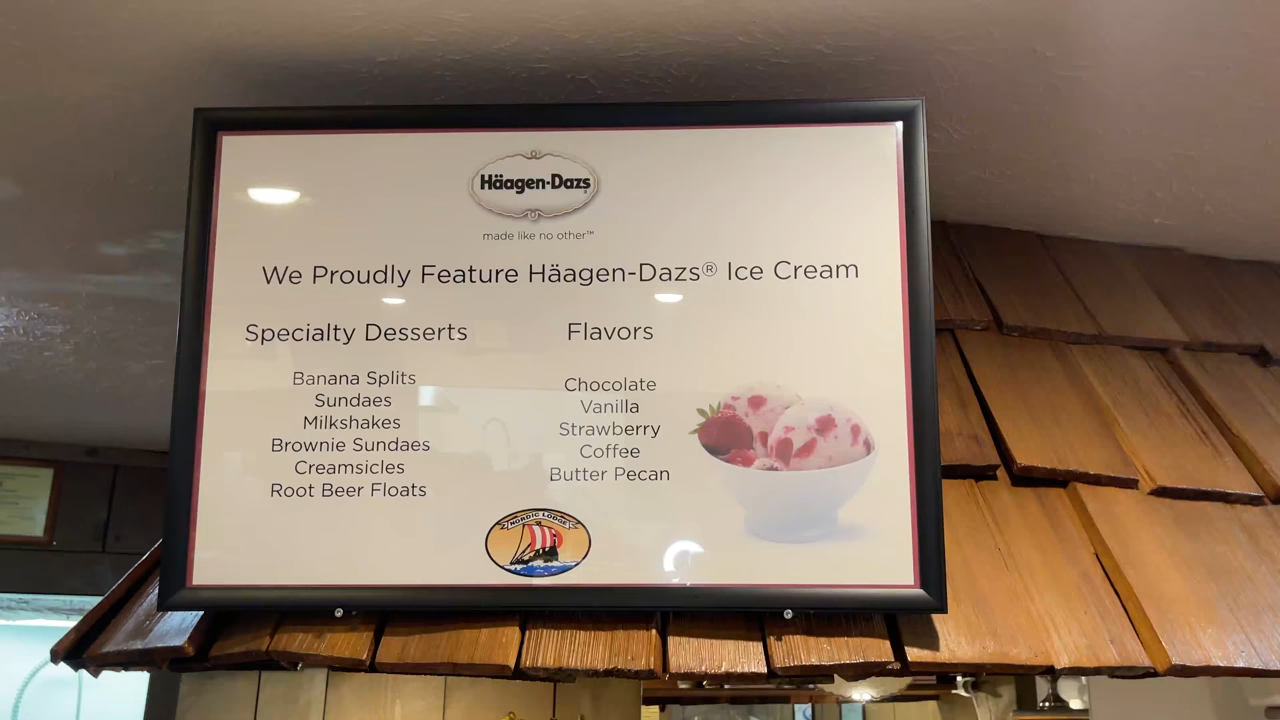 Häagen-Dazs
made like no other™
We Proudly Feature Häagen-Dazs® Ice Cream
Specialty Desserts
Banana Splits
Sundaes
Milkshakes
Brownie Sundaes
Creamsicles
Root Beer Floats
Flavors
Chocolate
Vanilla
Strawberry
Coffee
Butter Pecan
NORDIC LODGE